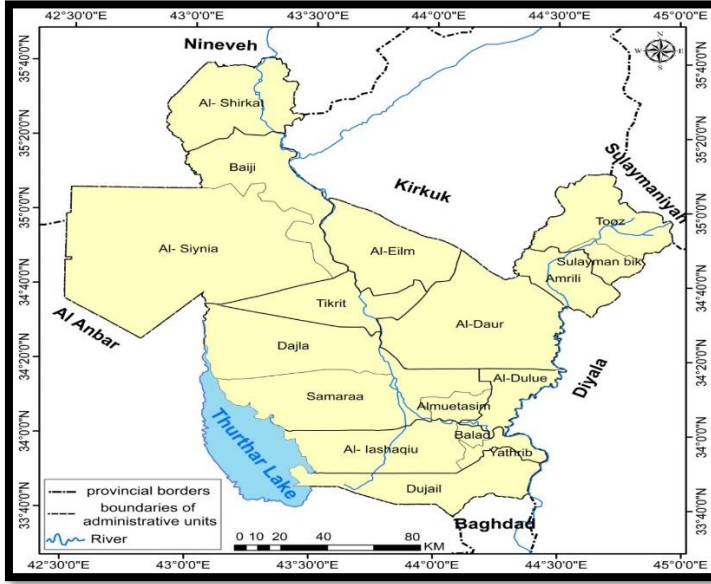 42°30'0"E 43°0'0"E 43°30'0"E 44°0'0"E 44°30'0"E 45°0'0"E
Nineveh
N
W E
S
35°40'0"N
35°40'0"N
Al- Shirkat
35°20'0"N
35°20'0"N
Baiji
Sulaymaniyah
Kirkuk
35°0'0"N
35°0'0"N
Tooz
Al- Siynia
Al-Eilm
Sulayman bik
Amrili
34°40'0"N
34°40'0"N
Tikrit
Al Anbar
Al-Daur
Dajla
34°20'0"N
34°20'0"N
Al-Dulue
Diyala
Samaraa
Almuetasim
34°0'0"N
34°0'0"N
Thurthar Lake
Al- Iashaqiu
Balad
Yathrib
provincial borders
Dujail
boundaries of
administrative units
River
33°40'0"N
33°40'0"N
Baghdad
0 10 20 40 60 80
KM
42°30'0"E 43°0'0"E 43°30'0"E 44°0'0"E 44°30'0"E 45°0'0"E